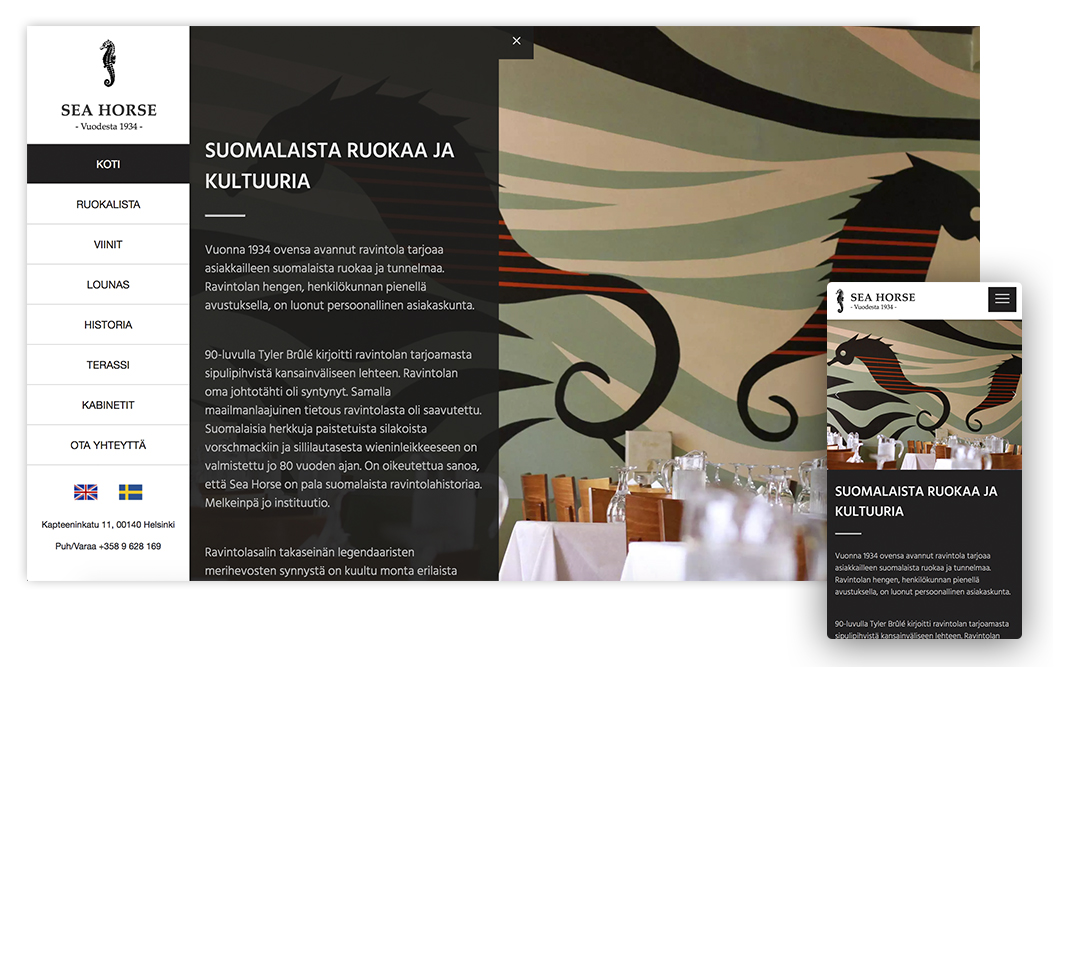 SEA HORSE
- Vuodesta 1934 -
KOTI
RUOKALISTA
VIINIT
LOUNAS
HISTORIA
TERASSI
KABINETIT
OTA YHTEYTTÄ
Kapteeninkatu 11, 00140 Helsinki
Puh/Varaa +358 9 628 169
SUOMALAISTA RUOKAA JA
KULTUURIA
Vuonna 1934 ovensa avannut ravintola tarjoaa
asiakkailleen suomalaista ruokaa ja tunnelmaa.
Ravintolan hengen, henkilökunnan pienellä
avustuksella, on luonut persoonallinen asiakaskunta.
90-luvulla Tyler Brûlé kirjoitti ravintolan tarjoamasta
sipulipihvistä kansainväliseen lehteen. Ravintolan
oma johtotähti oli syntynyt. Samalla
maailmanlaajuinen tietous ravintolasta oli saavutettu.
Suomalaisia herkkuja paistetuista silakoista
vorschmackiin ja sillilautasesta wieninleikkeeseen on
valmistettu jo 80 vuoden ajan. On oikeutettua sanoa,
että Sea Horse on pala suomalaista ravintolahistoriaa.
Melkeinpä jo instituutio.
Ravintolasalin takaseinän legendaaristen
merihevosten synnystä on kuultu monta erilaista
SEA HORSE
- Vuodesta 1934 -
SUOMALAISTA RUOKAA JA
KULTUURIA
Vuonna 1934 ovensa avannut ravintola tarjoaa
asiakkailleen suomalaista ruokaa ja tunnelmaa.
Ravintolan hengen, henkilökunnan pienellä
avustuksella, on luonut persoonallinen asiakaskunta.
90-luvulla Tyler Brûlé kirjoitti ravintolan tarjoamasta
sipulipihvistä kansainväliseen lehteen. Ravintolan